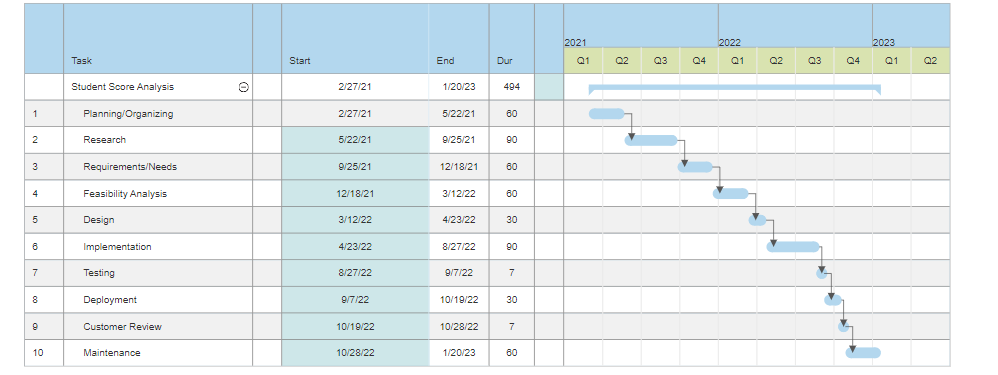 2021 2022 2023
Task Start End Dur Q1 Q2 Q3 Q4 Q1 Q2 Q3 Q4 Q1 Q2
Student Score Analysis 2/27/21 1/20/23 494
1 Planning/Organizing 2/27/21 5/22/21 60
2 Research 5/22/21 9/25/21 90
3 Requirements/Needs 9/25/21 12/18/21 60
4 Feasibility Analysis 12/18/21 3/12/22 60
5 Design 3/12/22 4/23/22 30
6 Implementation 4/23/22 8/27/22 90
7 Testing 8/27/22 9/7/22 7
8 Deployment 9/7/22 10/19/22 30
9 Customer Review 10/19/22 10/28/22 7
10 Maintenance 10/28/22 1/20/23 60